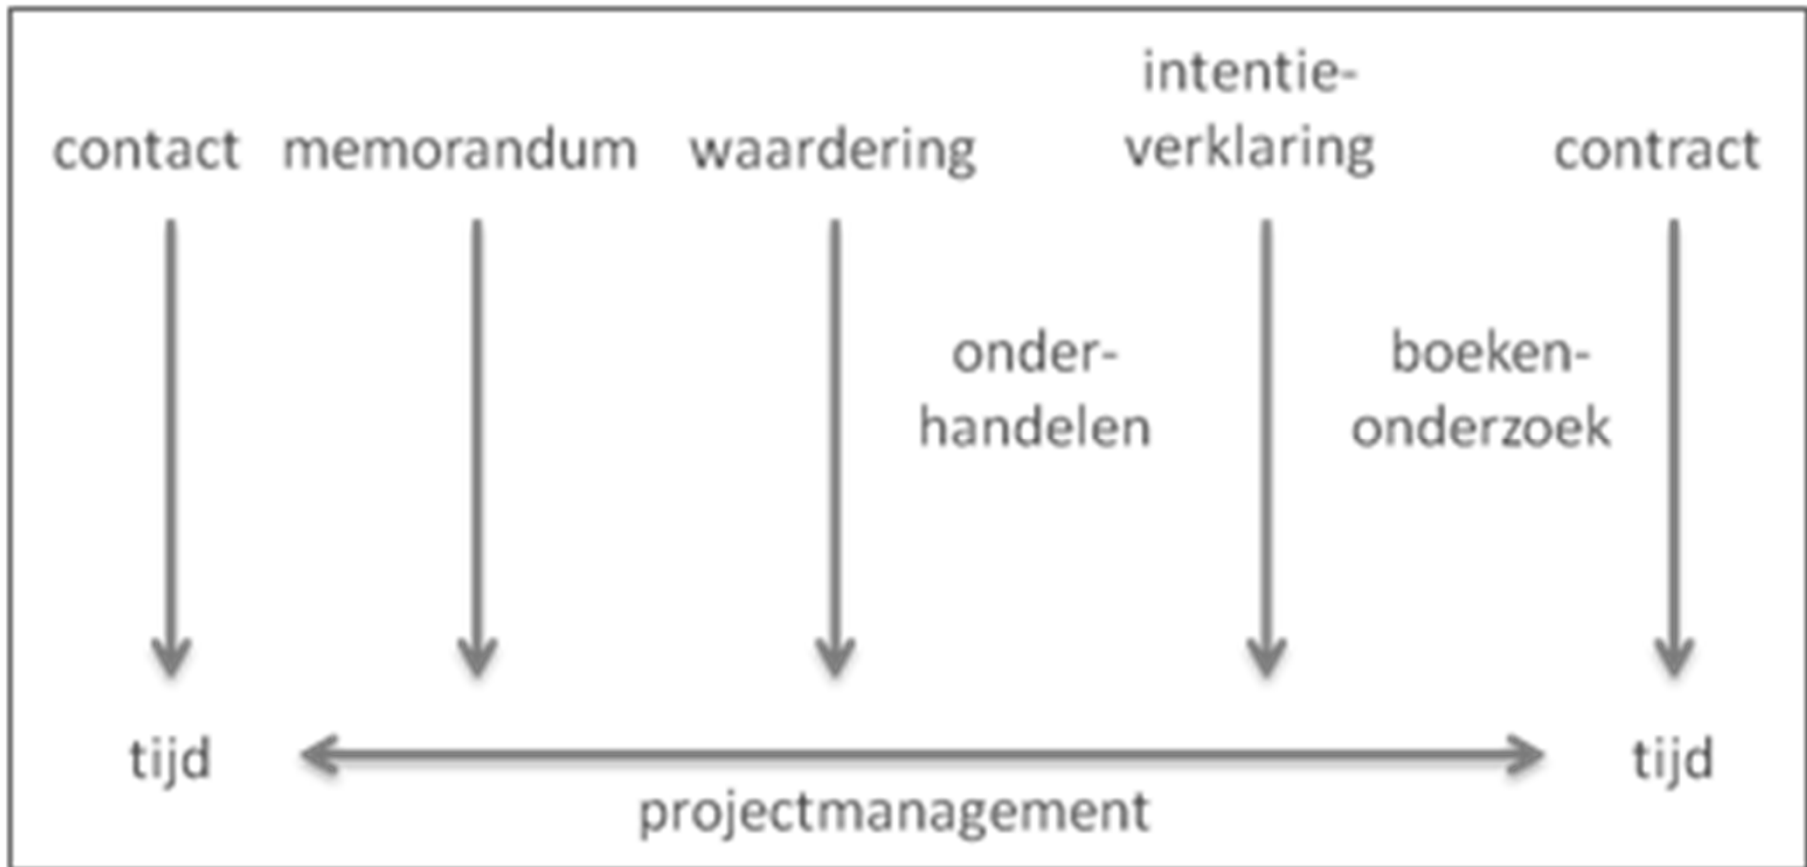 contact memorandum waardering intentie-
verklaring contract
onder-
handelen
boeken-
onderzoek
tijd tijd
projectmanagement